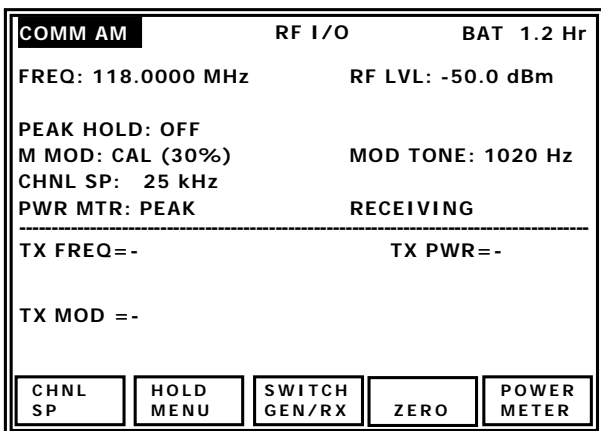 COMM AM RF I/O BAT 1.2 Hr
FREQ: 118.0000 MHz RF LVL: -50.0 dBm
PEAK HOLD: OFF
M MOD: CAL (30%) MOD TONE: 1020 Hz
CHNL SP: 25 kHz
PWR MTR: PEAK RECEIVING
TX FREQ=- TX PWR=-
TX MOD =-
CHNL SP
HOLD MENU
SWITCH GEN/RX
ZERO
POWER METER